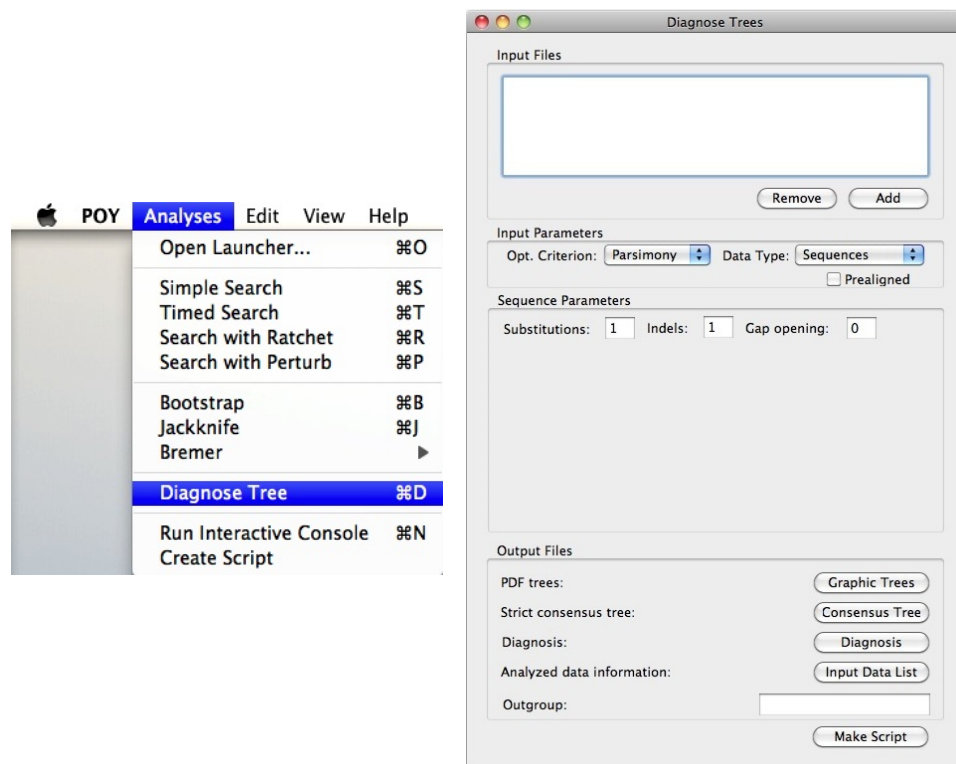 POY Analyses Edit View Help
Open Launcher... ⌘O
Simple Search ⌘S
Timed Search ⌘T
Search with Ratchet ⌘R
Search with Perturb ⌘P
Bootstrap ⌘B
Jackknife ⌘J
Bremer ▶
Diagnose Tree ⌘D
Run Interactive Console ⌘N
Create Script
Diagnose Trees
Input Files
Remove Add
Input Parameters
Opt. Criterion: Parsimony Data Type: Sequences
Prealigned
Sequence Parameters
Substitutions: 1 Indels: 1 Gap opening: 0
Output Files
PDF trees: Graphic Trees
Strict consensus tree: Consensus Tree
Diagnosis: Diagnosis
Analyzed data information: Input Data List
Outgroup:
Make Script